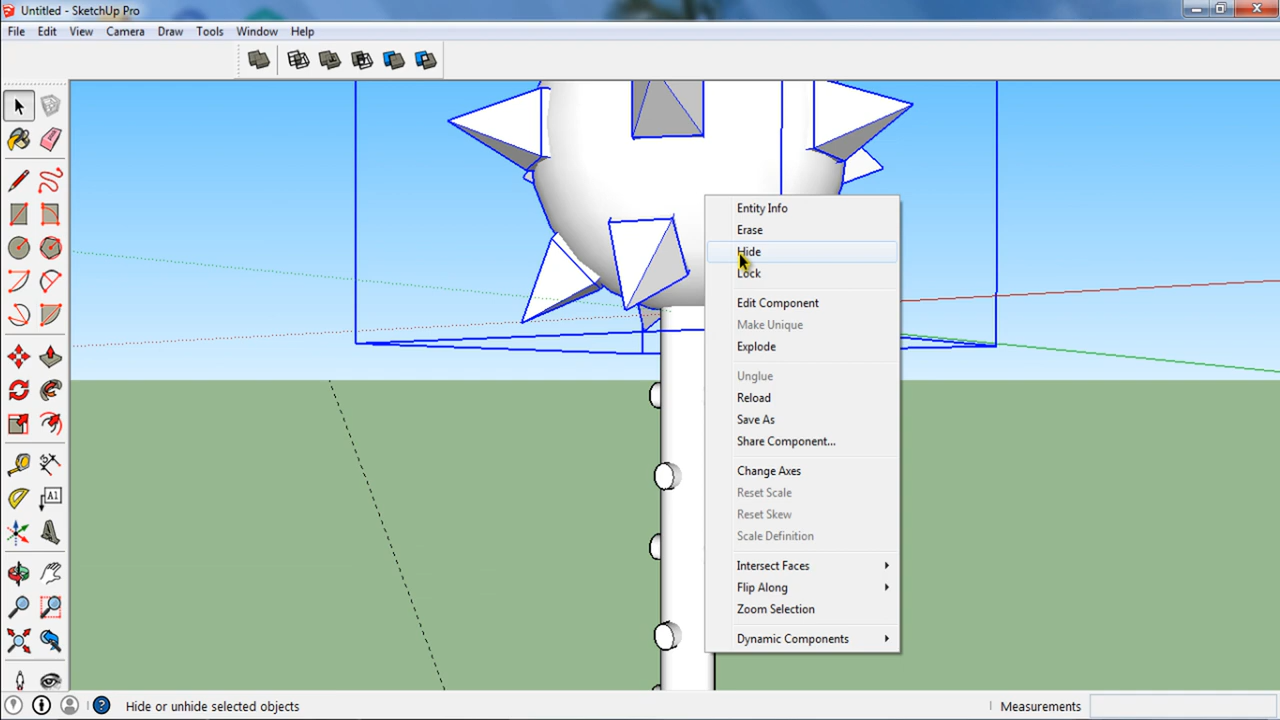 Untitled - SketchUp Pro
File Edit View Camera Draw Tools Window Help
Entity Info
Erase
Hide
Lock
Edit Component
Make Unique
Explode
Unglue
Reload
Save As
Share Component...
Change Axes
Reset Scale
Reset Skew
Scale Definition
Intersect Faces
Flip Along
Zoom Selection
Dynamic Components
A1
Hide or unhide selected objects
Measurements